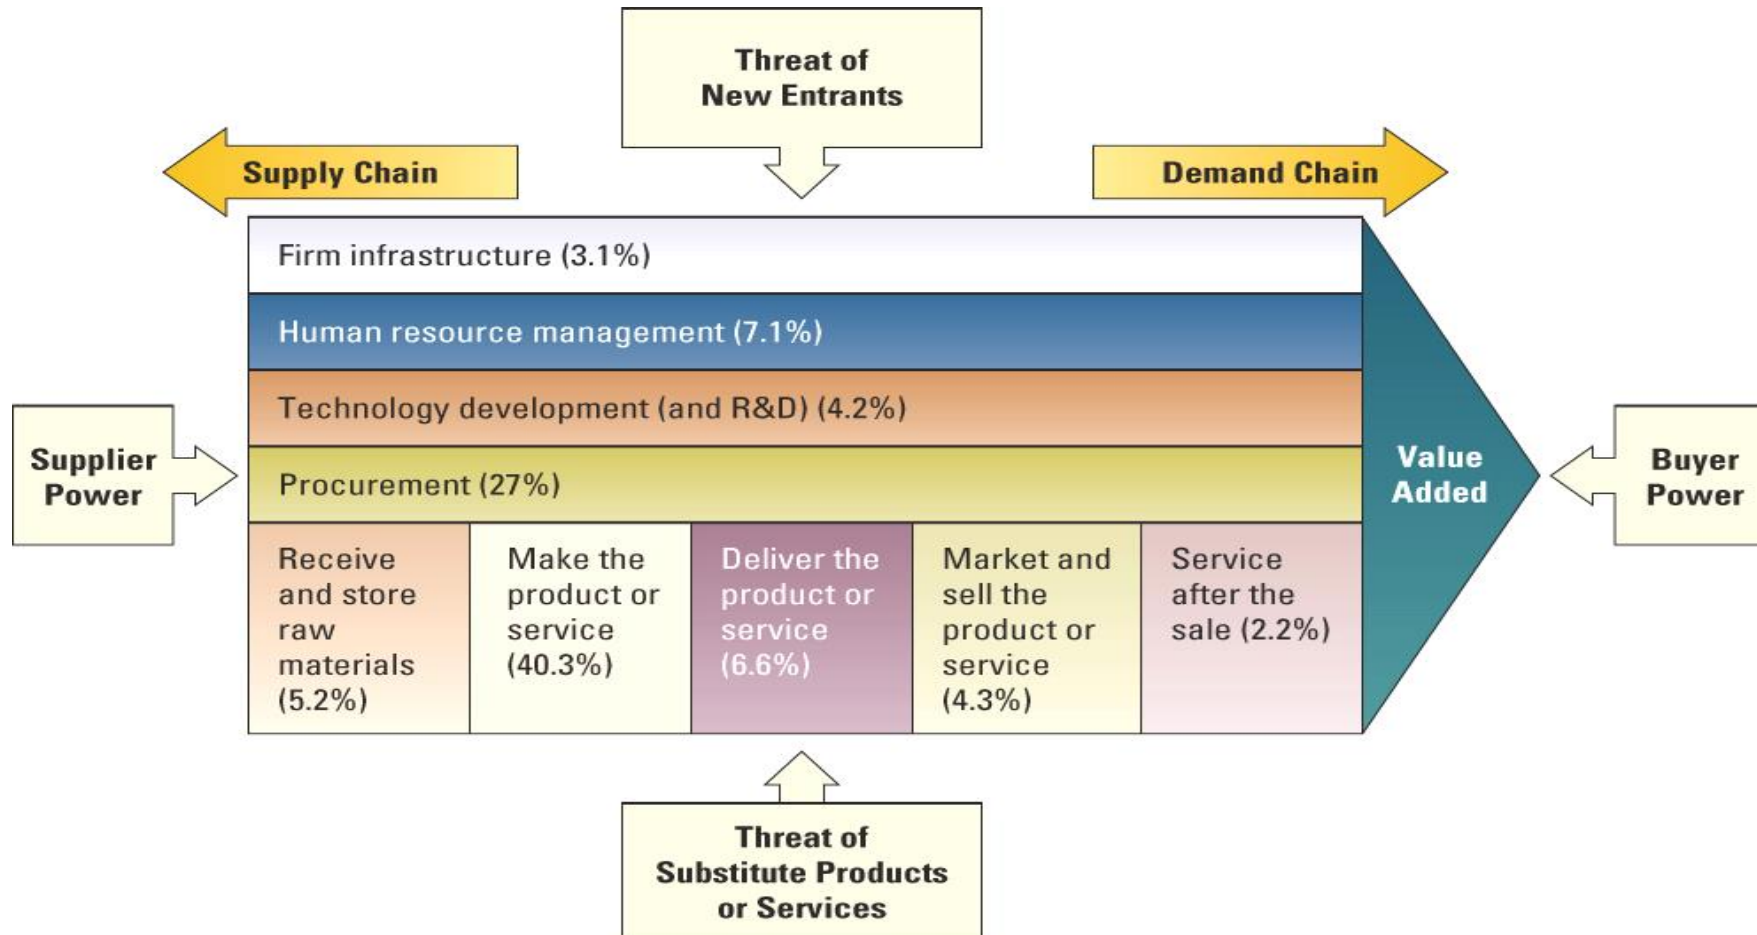 Threat of
New Entrants
Supply Chain
Demand Chain
Firm infrastructure (3.1%)
Human resource management (7.1%)
Technology development (and R&D) (4.2%)
Procurement (27%)
Supplier
Power
Value
Added
Buyer
Power
Receive
and store
raw
materials
(5.2%)
Make the
product or
service
(40.3%)
Deliver the
product or
service
(6.6%)
Market and
sell the
product or
service
(4.3%)
Service
after the
sale (2.2%)
Threat of
Substitute Products
or Services